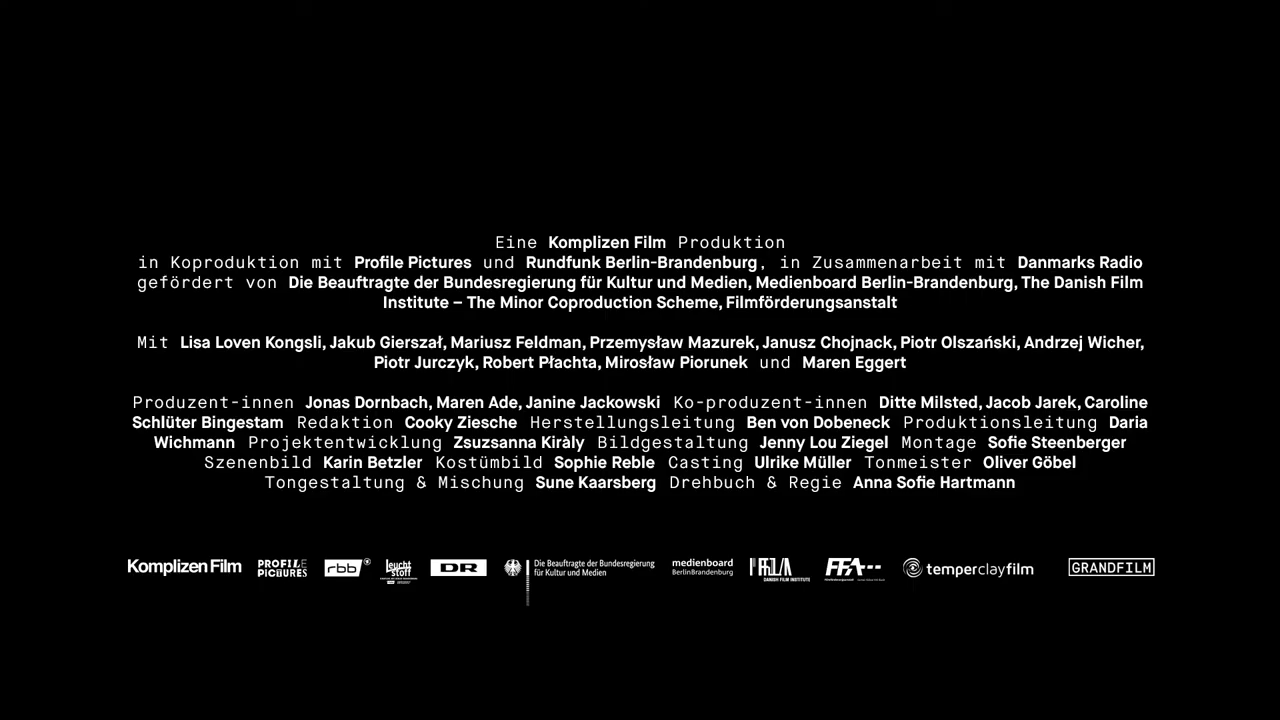 Eine Komplizen Film Produktion
in Koproduktion mit Profile Pictures und Rundfunk Berlin-Brandenburg, in Zusammenarbeit mit Danmarks Radio
gefördert von Die Beauftragte der Bundesregierung für Kultur und Medien, Medienboard Berlin-Brandenburg, The Danish Film
Institute – The Minor Coproduction Scheme, Filmförderungsanstalt
Mit Lisa Loven Kongsli, Jakub Gierszał, Mariusz Feldman, Przemysław Mazurek, Janusz Chojnack, Piotr Olszański, Andrzej Wicher,
Piotr Jurczyk, Robert Płachta, Mirosław Piorunek und Maren Eggert
Produzent-innen Jonas Dornbach, Maren Ade, Janine Jackowski Ko-produzent-innen Ditte Milsted, Jacob Jarek, Caroline
Schlüter Bingestam Redaktion Cooky Ziesche Herstellungsleitung Ben von Dobeneck Produktionsleitung Daria
Wichmann Projektentwicklung Zsuzsanna Kiràly Bildgestaltung Jenny Lou Ziegel Montage Sofie Steenberger
Szenenbild Karin Betzler Kostümbild Sophie Reble Casting Ulrike Müller Tonmeister Oliver Göbel
Tongestaltung & Mischung Sune Kaarsberg Drehbuch & Regie Anna Sofie Hartmann
Komplizen Film PROFILE PICTURES rbb leucht stoff DR Die Beauftragte der Bundesregierung für Kultur und Medien medienboard BerlinBrandenburg DANISH FILM INSTITUTE FFA temperclayfilm GRANDFILM